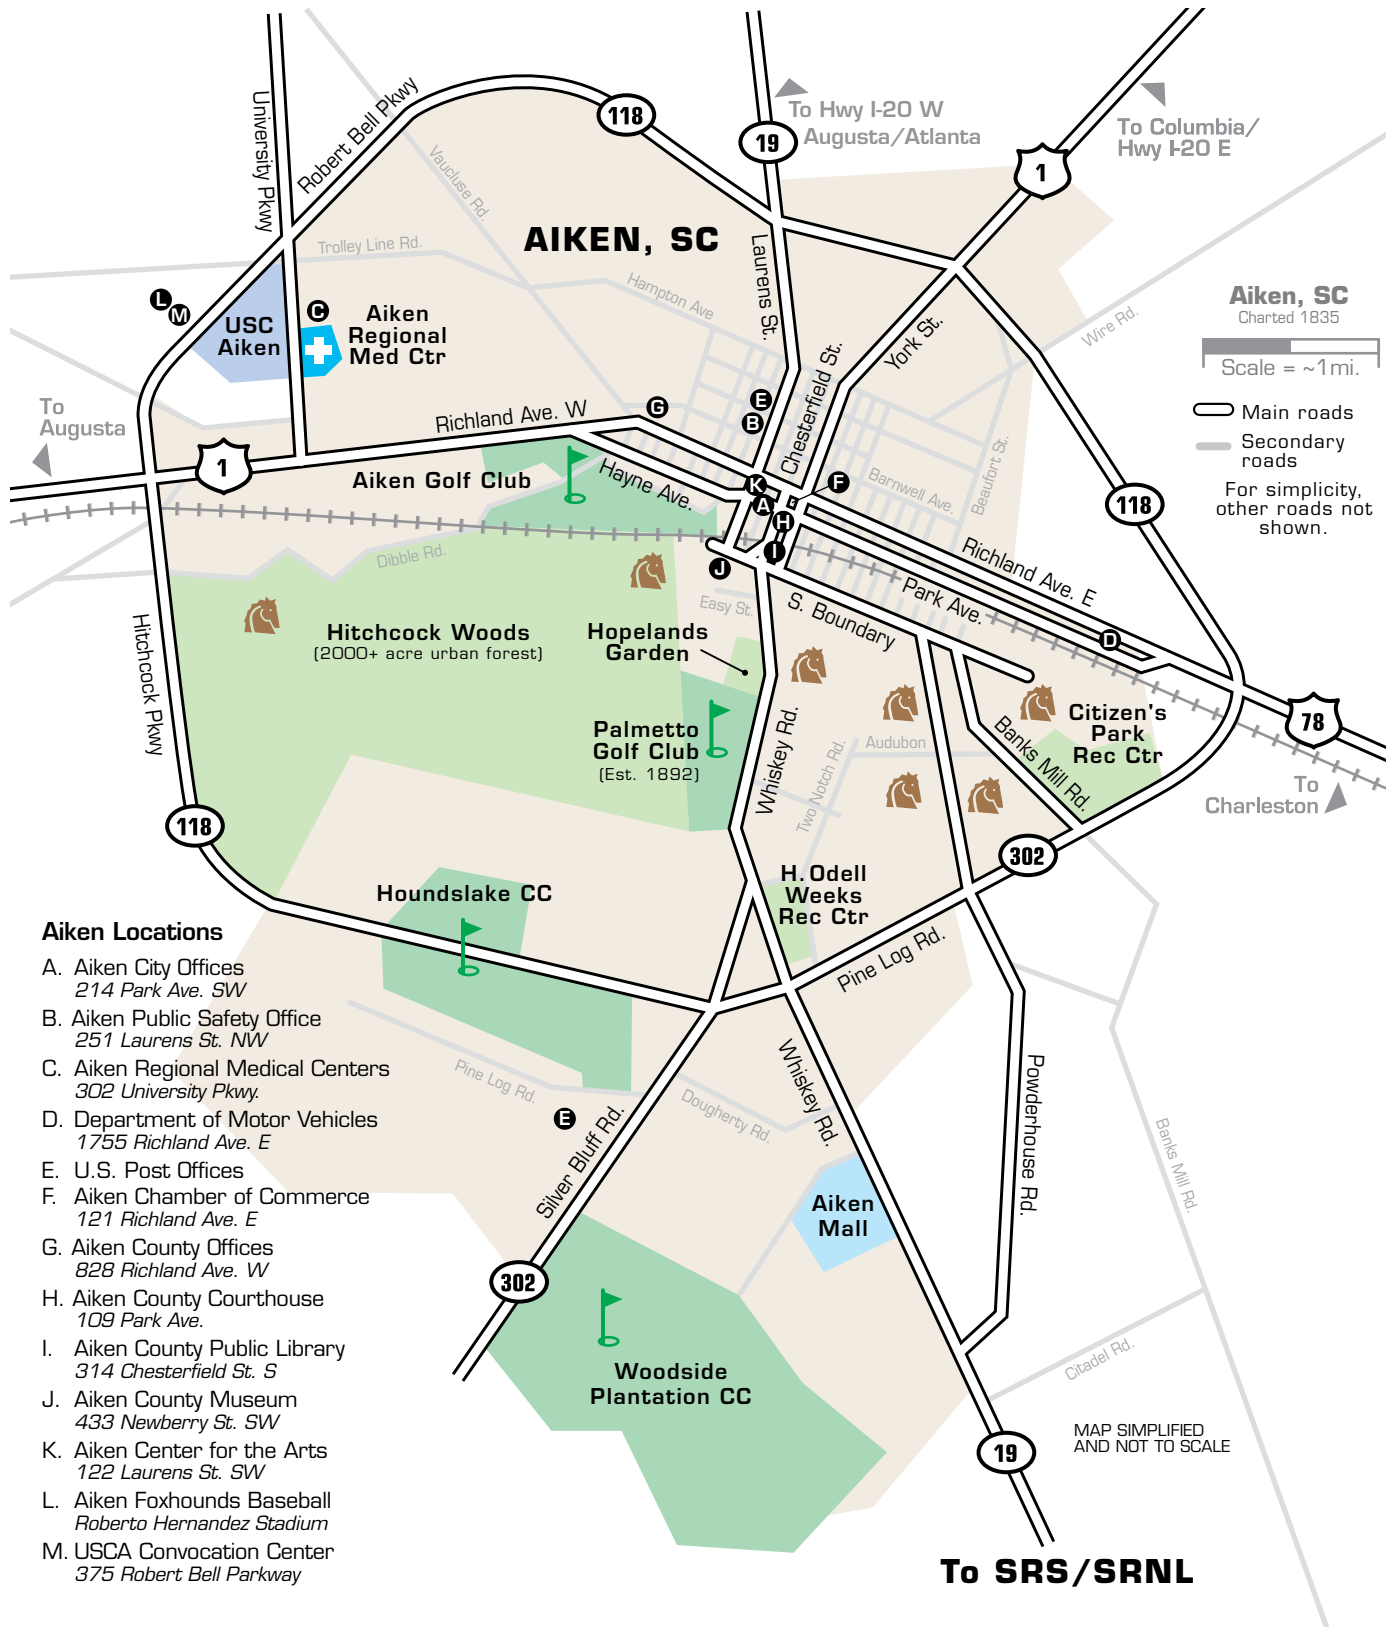 University Pkwy
Robert Bell Pkwy
118
19
To Hwy I-20 W
Augusta/Atlanta
To Columbia/
Hwy I-20 E
1
Vaucluse Rd.
AIKEN, SC
Trolley Line Rd.
Hampton Ave
Laurens St.
Wire Rd.
York St.
Chesterfield St.
Aiken, SC
Charted 1835
Scale = ~1mi.
Main roads
Secondary
roads
For simplicity,
other roads not
shown.
L
M
USC
Aiken
C
Aiken
Regional
Med Ctr
To
Augusta
1
Richland Ave. W
G
E
B
Aiken Golf Club
Hayne Ave.
K
A
F
H
I
J
Barnwell Ave.
Beaufort St.
118
Dibble Rd.
Richland Ave. E
Park Ave.
D
Easy St.
S. Boundary
Hitchcock Pkwy
Hitchcock Woods
(2000+ acre urban forest)
Hopelands
Garden
Palmetto
Golf Club
(Est. 1892)
Whiskey Rd.
Two Notch Rd.
Audubon
Banks Mill Rd.
Citizen's
Park
Rec Ctr
78
To
Charleston
118
302
Houndslake CC
H. Odell
Weeks
Rec Ctr
Pine Log Rd.
Pine Log Rd.
E
Silver Bluff Rd.
Dougherty Rd.
Whiskey Rd.
Powderhouse Rd.
Banks Mill Rd.
Aiken
Mall
302
Woodside
Plantation CC
Citadel Rd.
19
MAP SIMPLIFIED
AND NOT TO SCALE
To SRS/SRNL
Aiken Locations
A. Aiken City Offices
214 Park Ave. SW
B. Aiken Public Safety Office
251 Laurens St. NW
C. Aiken Regional Medical Centers
302 University Pkwy.
D. Department of Motor Vehicles
1755 Richland Ave. E
E. U.S. Post Offices
F. Aiken Chamber of Commerce
121 Richland Ave. E
G. Aiken County Offices
828 Richland Ave. W
H. Aiken County Courthouse
109 Park Ave.
I. Aiken County Public Library
314 Chesterfield St. S
J. Aiken County Museum
433 Newberry St. SW
K. Aiken Center for the Arts
122 Laurens St. SW
L. Aiken Foxhounds Baseball
Roberto Hernandez Stadium
M. USCA Convocation Center
375 Robert Bell Parkway